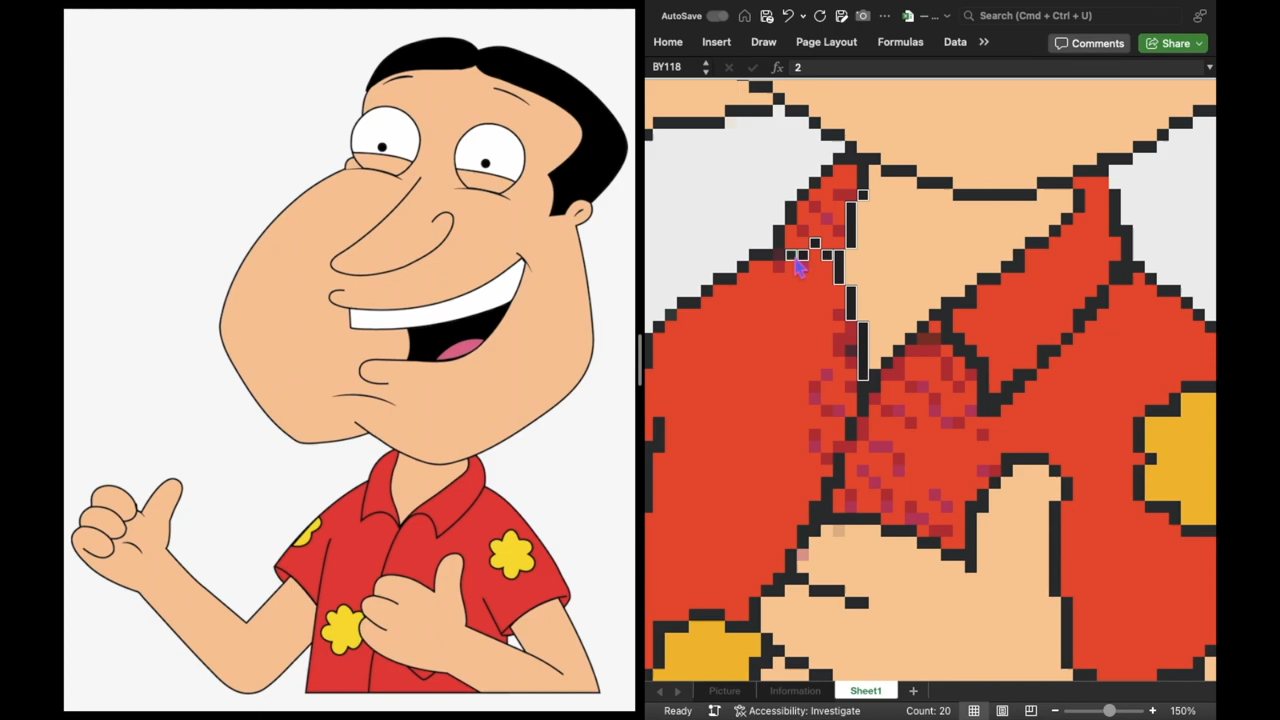 AutoSave
... — ...
Search (Cmd + Ctrl + U)
Home Insert Draw Page Layout Formulas Data >> Comments Share
BY118 fx 2
Picture Information Sheet1 +
Ready Accessibility: Investigate Count: 20 − + 150%